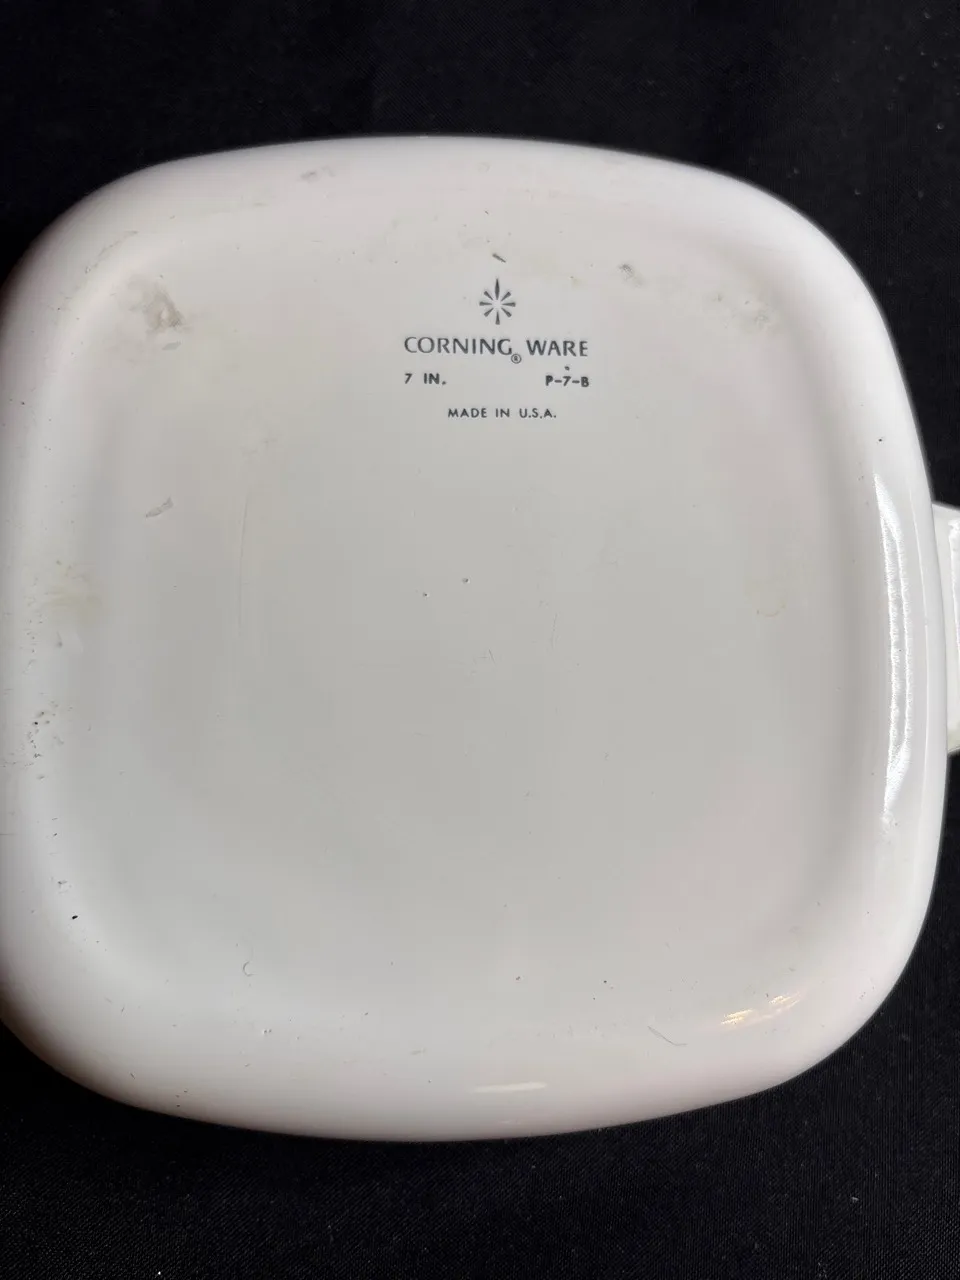 CORNING® WARE
7 IN. P-7-B
MADE IN U.S.A.